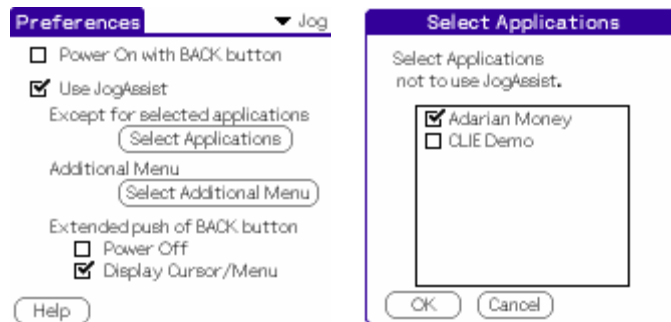 Preferences
Jog
Power On with BACK button
Use JogAssist
Except for selected applications
Select Applications
Additional Menu
Select Additional Menu
Extended push of BACK button
Power Off
Display Cursor/Menu
Help
Select Applications
Select Applications
not to use JogAssist.
Adarian Money
CLIE Demo
OK
Cancel